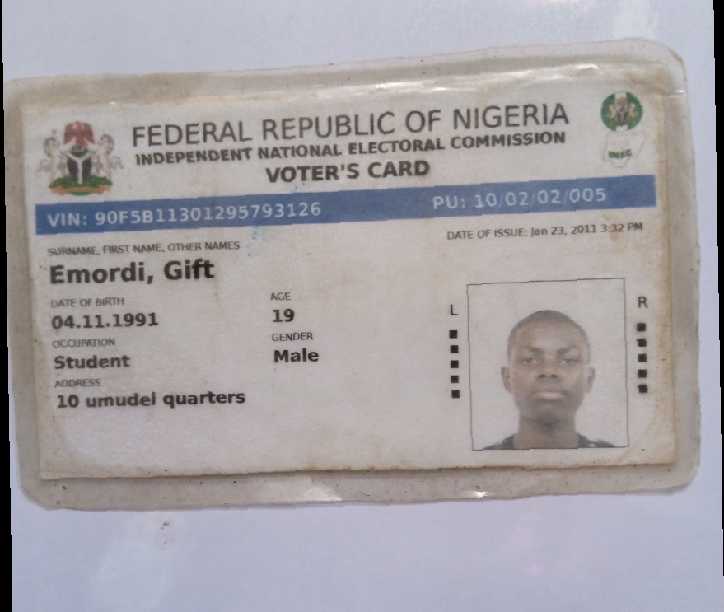 FEDERAL REPUBLIC OF NIGERIA
INDEPENDENT NATIONAL ELECTORAL COMMISSION
VOTER'S CARD
VIN: 90F5B11301295793126 PU: 10/02/02/005
SURNAME, FIRST NAME, OTHER NAMES DATE OF ISSUE: Jan 23, 2011 3:32 PM
Emordi, Gift
DATE OF BIRTH AGE
04.11.1991 19
OCCUPATION GENDER
Student Male
ADDRESS
10 umudel quarters
L R